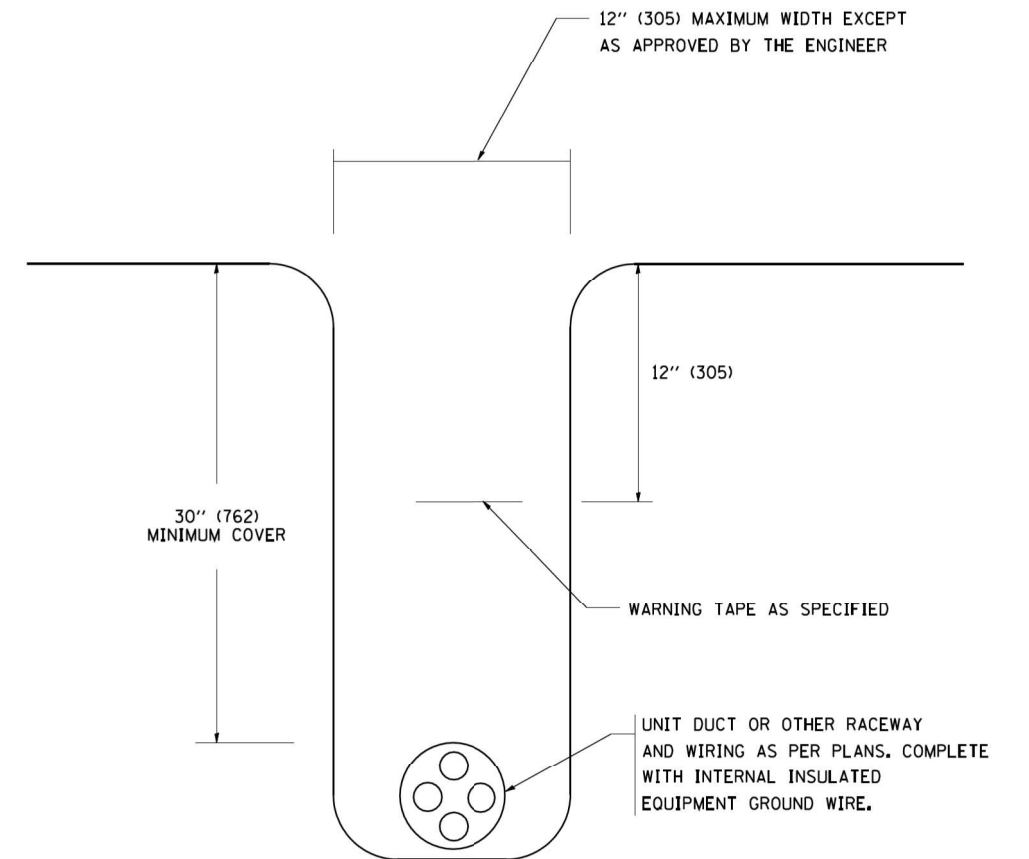 12'' (305) MAXIMUM WIDTH EXCEPT
AS APPROVED BY THE ENGINEER
12'' (305)
30'' (762)
MINIMUM COVER
WARNING TAPE AS SPECIFIED
UNIT DUCT OR OTHER RACEWAY
AND WIRING AS PER PLANS. COMPLETE
WITH INTERNAL INSULATED
EQUIPMENT GROUND WIRE.